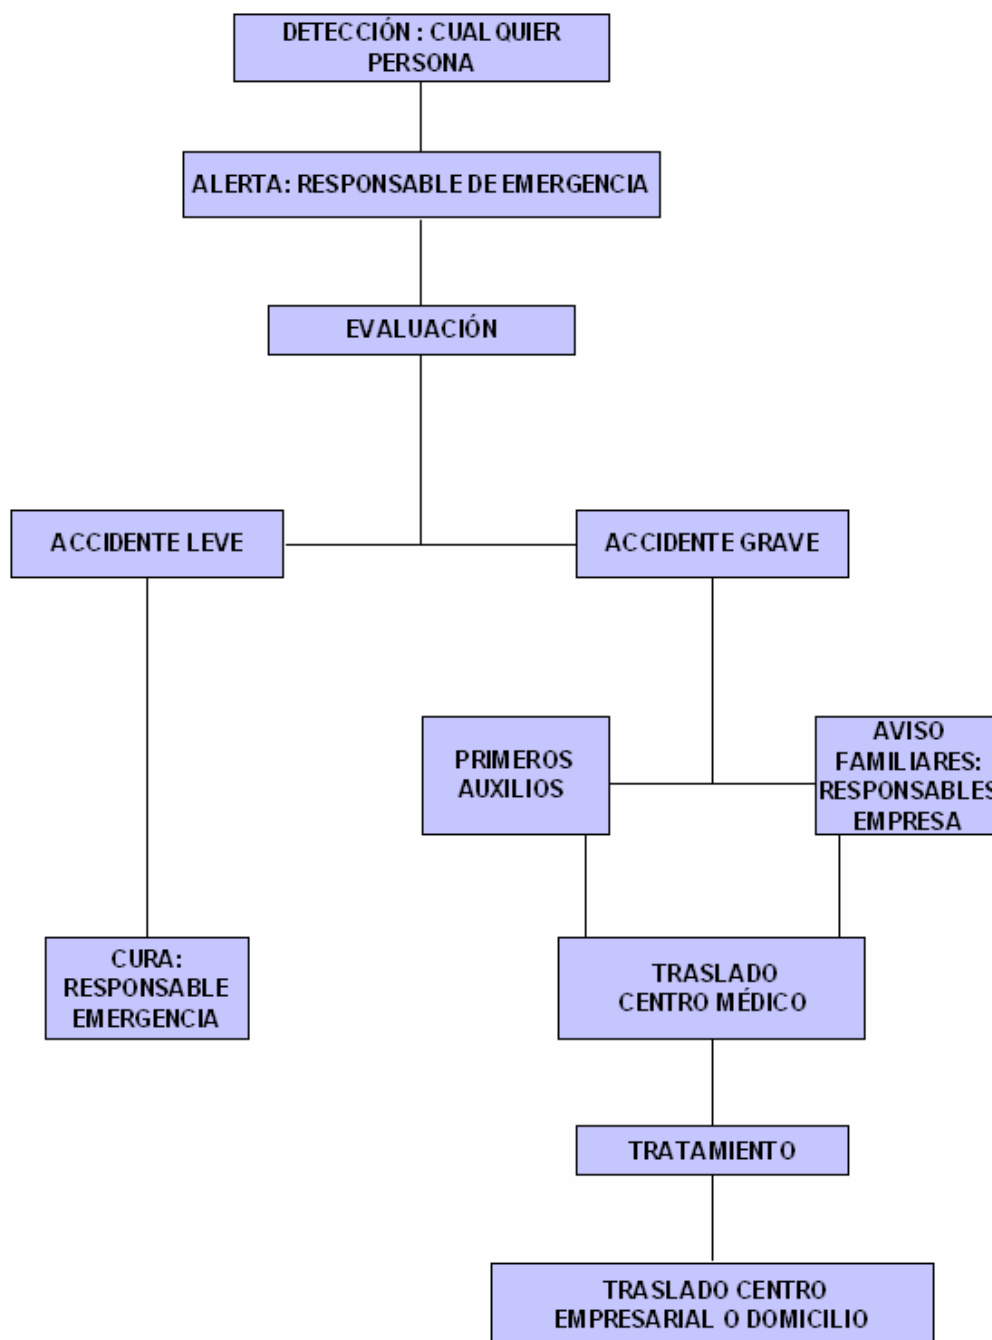 DETECCIÓN : CUALQUIER
PERSONA
ALERTA: RESPONSABLE DE EMERGENCIA
EVALUACIÓN
ACCIDENTE LEVE
ACCIDENTE GRAVE
PRIMEROS
AUXILIOS
AVISO
FAMILIARES:
RESPONSABLES
EMPRESA
CURA:
RESPONSABLE
EMERGENCIA
TRASLADO
CENTRO MÉDICO
TRATAMIENTO
TRASLADO CENTRO
EMPRESARIAL O DOMICILIO